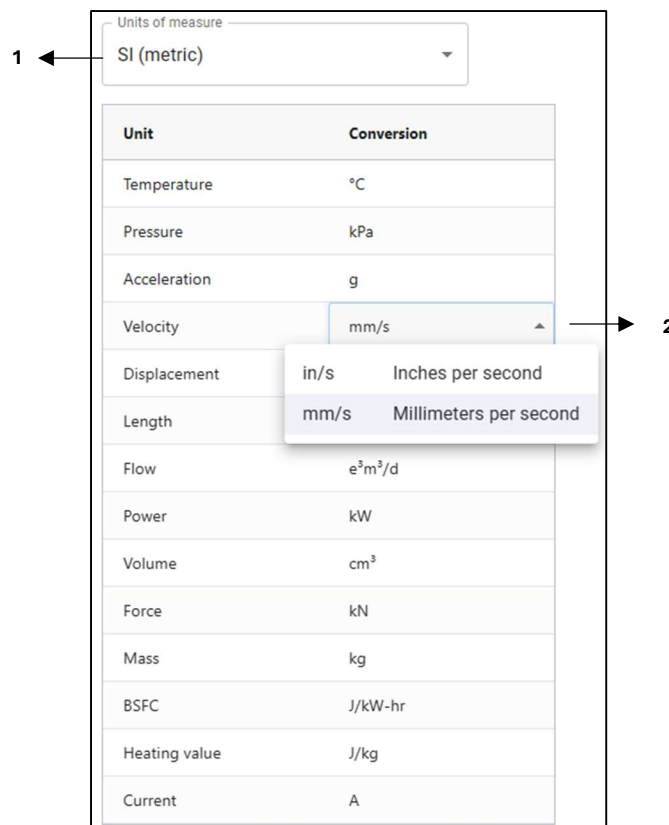 Units of measure
1
SI (metric)
Unit Conversion
Temperature °C
Pressure kPa
Acceleration g
Velocity mm/s
2
Displacement
in/s Inches per second
Length
mm/s Millimeters per second
Flow e³m³/d
Power kW
Volume cm³
Force kN
Mass kg
BSFC J/kW-hr
Heating value J/kg
Current A